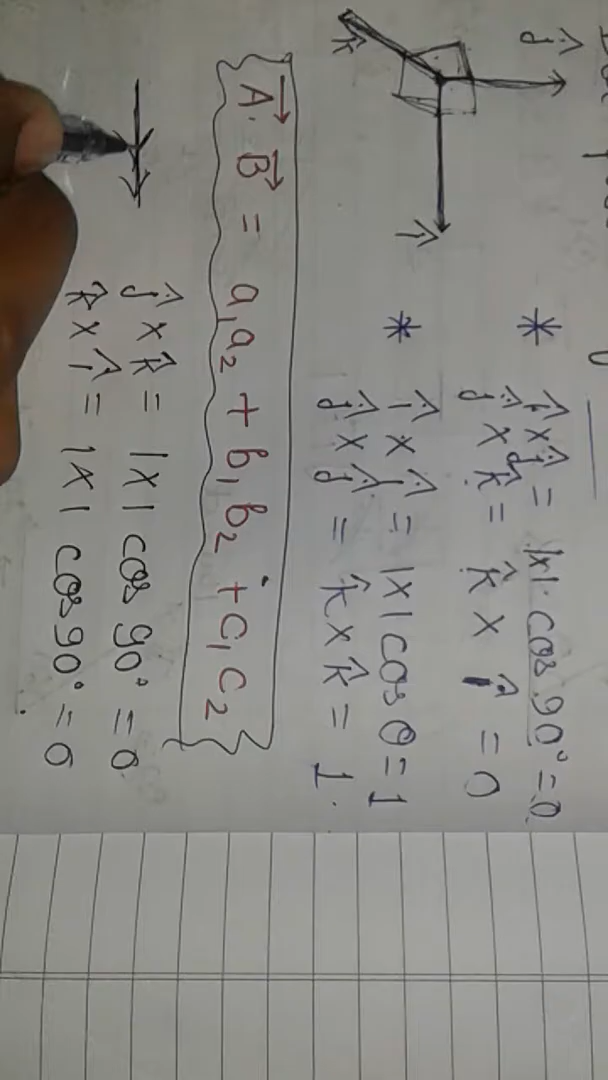 ĵ
k̂
î
* î × ĵ = 1×1. cos 90° = 0
ĵ × k̂ = k̂ × î = 0
* î × î = 1×1 cos θ = 1
ĵ × ĵ = k̂ × k̂ = 1.
A⃗. B⃗ = a₁a₂ + b₁b₂ + c₁c₂
ĵ × k̂ = 1×1 cos 90° = 0
k̂ × î = 1×1 cos 90° = 0